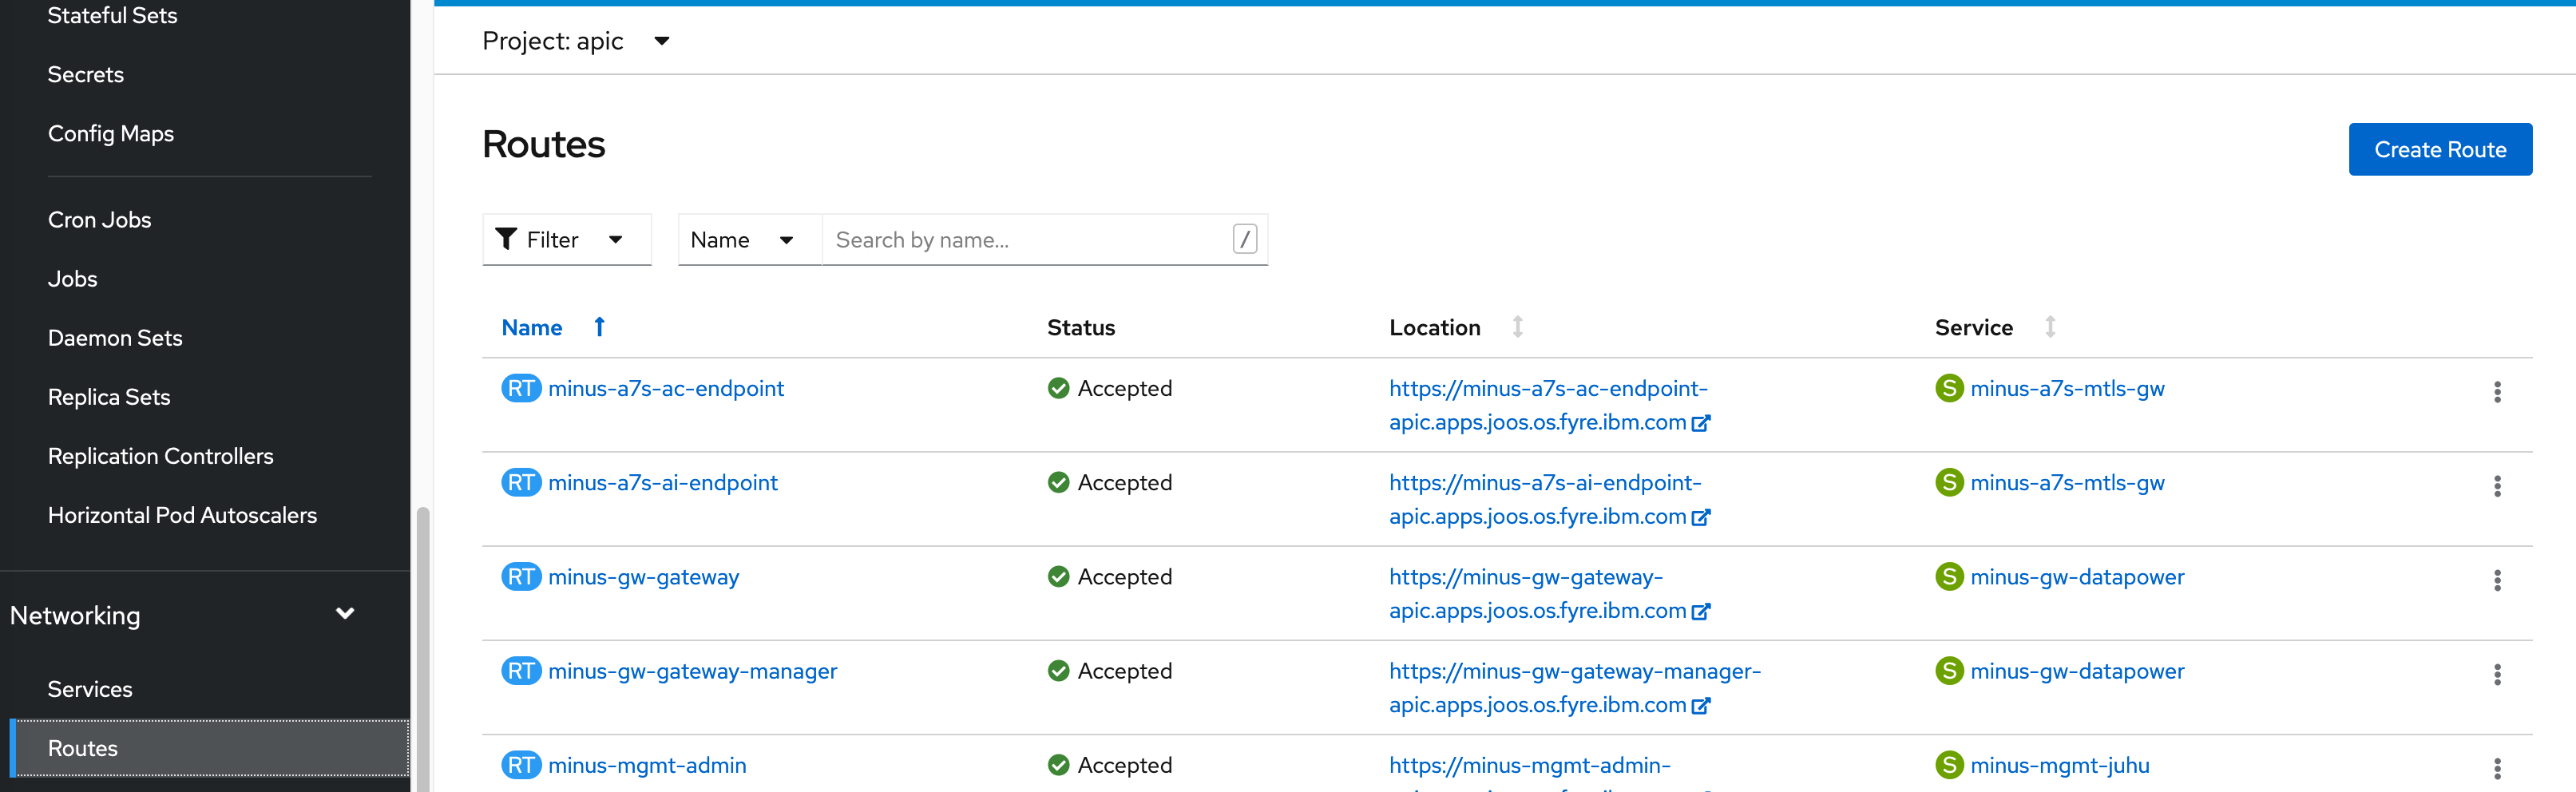 Stateful Sets
Secrets
Config Maps
Cron Jobs
Jobs
Daemon Sets
Replica Sets
Replication Controllers
Horizontal Pod Autoscalers
Networking
Services
Routes
Project: apic
Routes
Create Route
Filter Name Search by name... /
Name Status Location Service
RT minus-a7s-ac-endpoint Accepted https://minus-a7s-ac-endpoint- S minus-a7s-mtls-gw
apic.apps.joos.os.fyre.ibm.com
RT minus-a7s-ai-endpoint Accepted https://minus-a7s-ai-endpoint- S minus-a7s-mtls-gw
apic.apps.joos.os.fyre.ibm.com
RT minus-gw-gateway Accepted https://minus-gw-gateway- S minus-gw-datapower
apic.apps.joos.os.fyre.ibm.com
RT minus-gw-gateway-manager Accepted https://minus-gw-gateway-manager- S minus-gw-datapower
apic.apps.joos.os.fyre.ibm.com
RT minus-mgmt-admin Accepted https://minus-mgmt-admin- S minus-mgmt-juhu